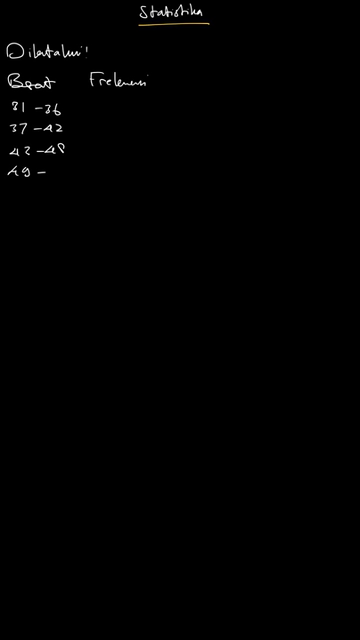 Statistika
Diketahui!
Berat Frekuensi
31 - 36
37 - 42
43 - 48
49 -